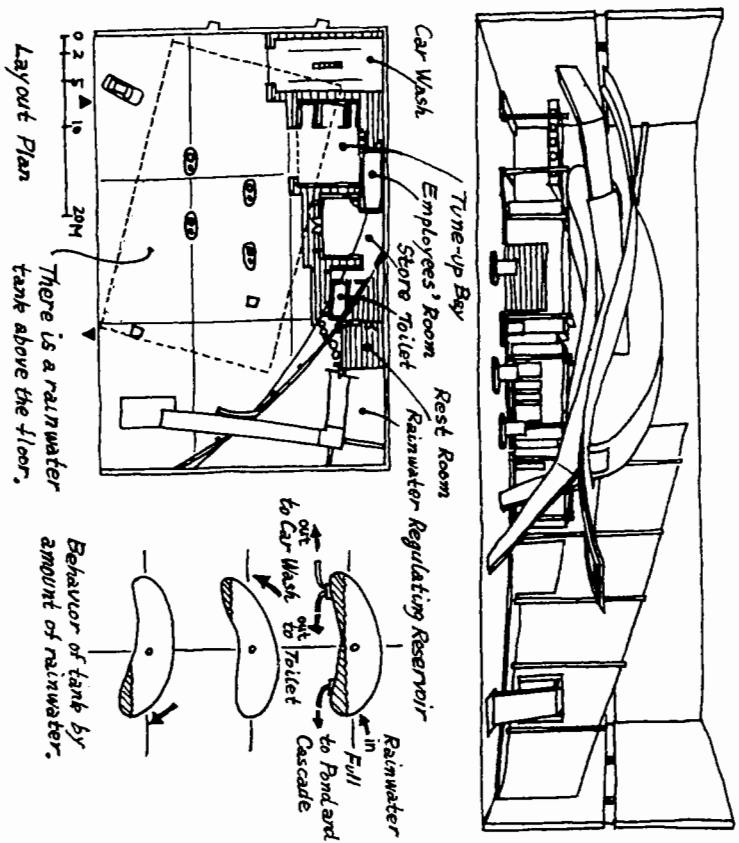 Car Wash
Tune-up Bay
Employees' Room
Store Toilet
Rest Room
Rainwater Regulating Reservoir
0 2 5 10 20M
Layout Plan
There is a rainwater
tank above the floor.
Rainwater
in
Full
to Pond and
Cascade
out
to Car Wash
out
to Toilet
Behavior of tank by
amount of rainwater.